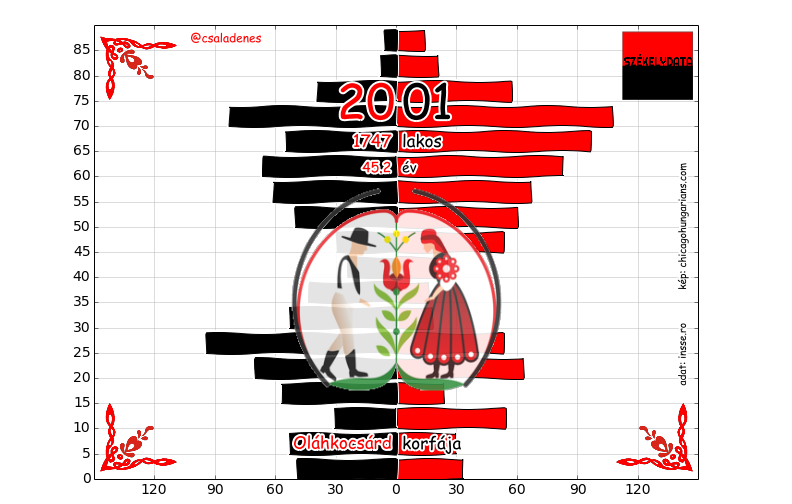 @csaladenes
SZÉKELYDATA
2001
1747 lakos
45.2 év
kép: chicagohungarians.com
adat: insse.ro
Oláhkocsárd korfája
85
80
75
70
65
60
55
50
45
40
35
30
25
20
15
10
5
0
120 90 60 30 0 30 60 90 120